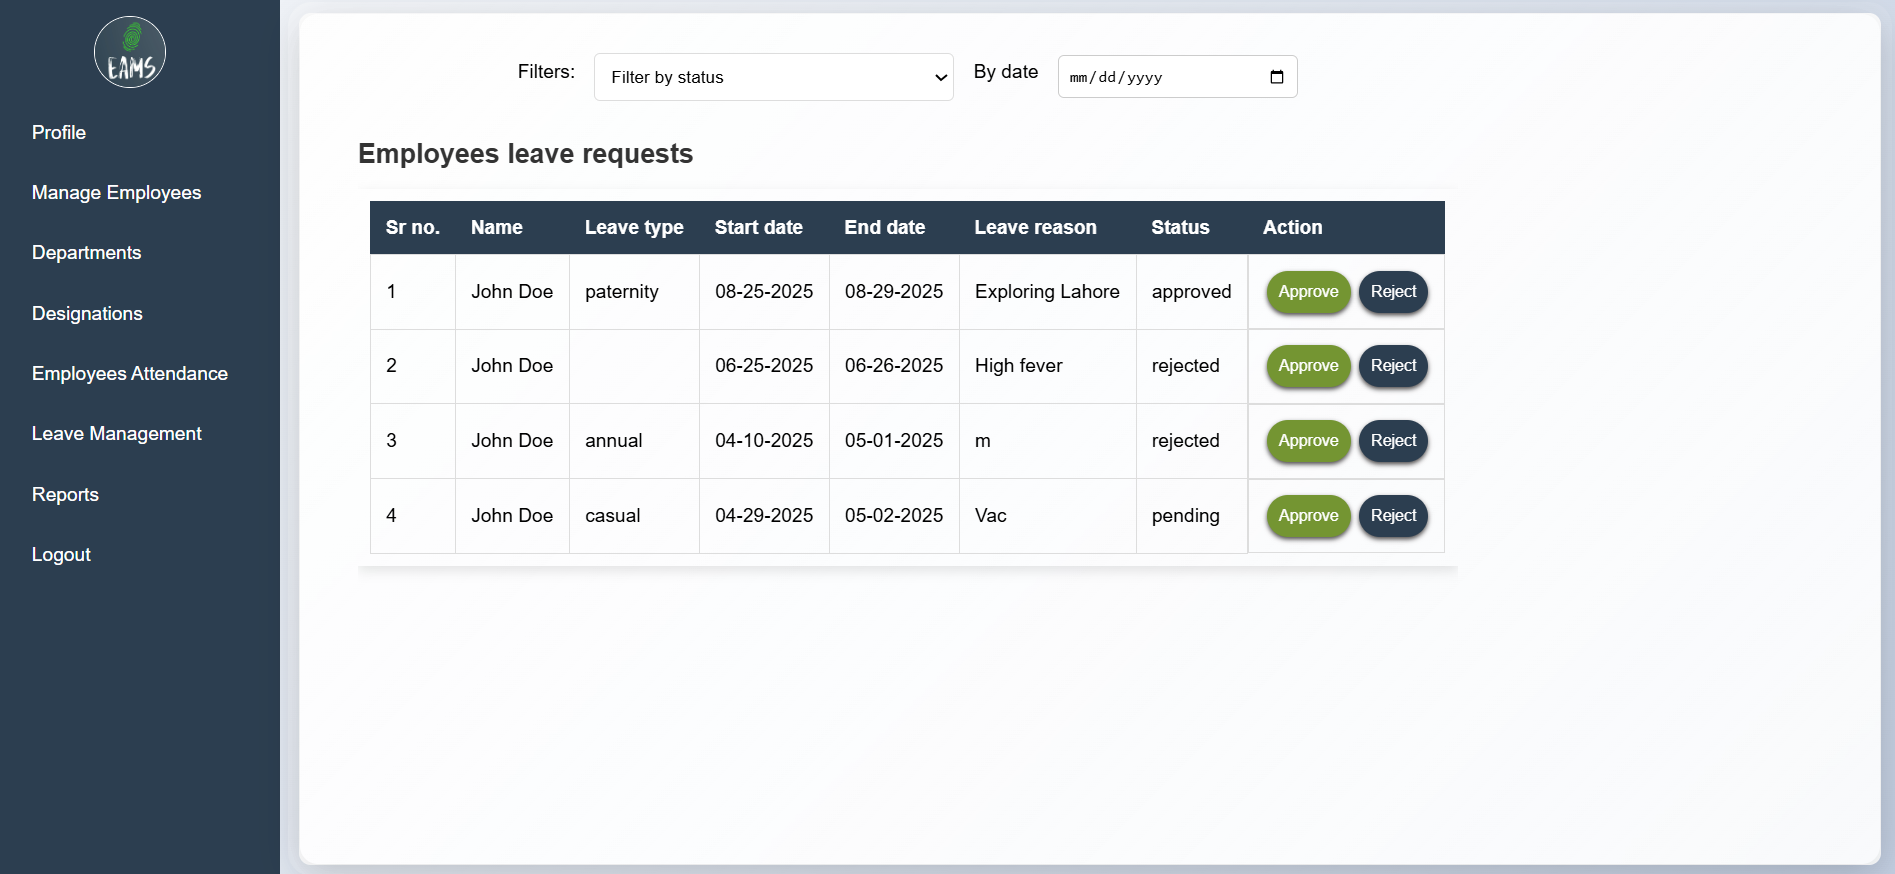 EAMS
Profile
Manage Employees
Departments
Designations
Employees Attendance
Leave Management
Reports
Logout
Filters: Filter by status By date mm/dd/yyyy
Employees leave requests
Sr no. Name Leave type Start date End date Leave reason Status Action
1 John Doe paternity 08-25-2025 08-29-2025 Exploring Lahore approved Approve Reject
2 John Doe 06-25-2025 06-26-2025 High fever rejected Approve Reject
3 John Doe annual 04-10-2025 05-01-2025 m rejected Approve Reject
4 John Doe casual 04-29-2025 05-02-2025 Vac pending Approve Reject